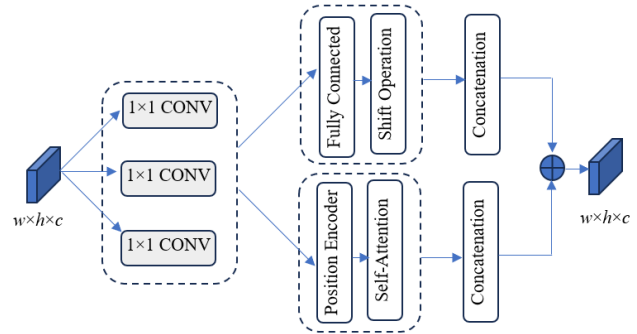 w×h×c
1×1 CONV
1×1 CONV
1×1 CONV
Fully Connected
Shift Operation
Concatenation
Position Encoder
Self-Attention
Concatenation
w×h×c